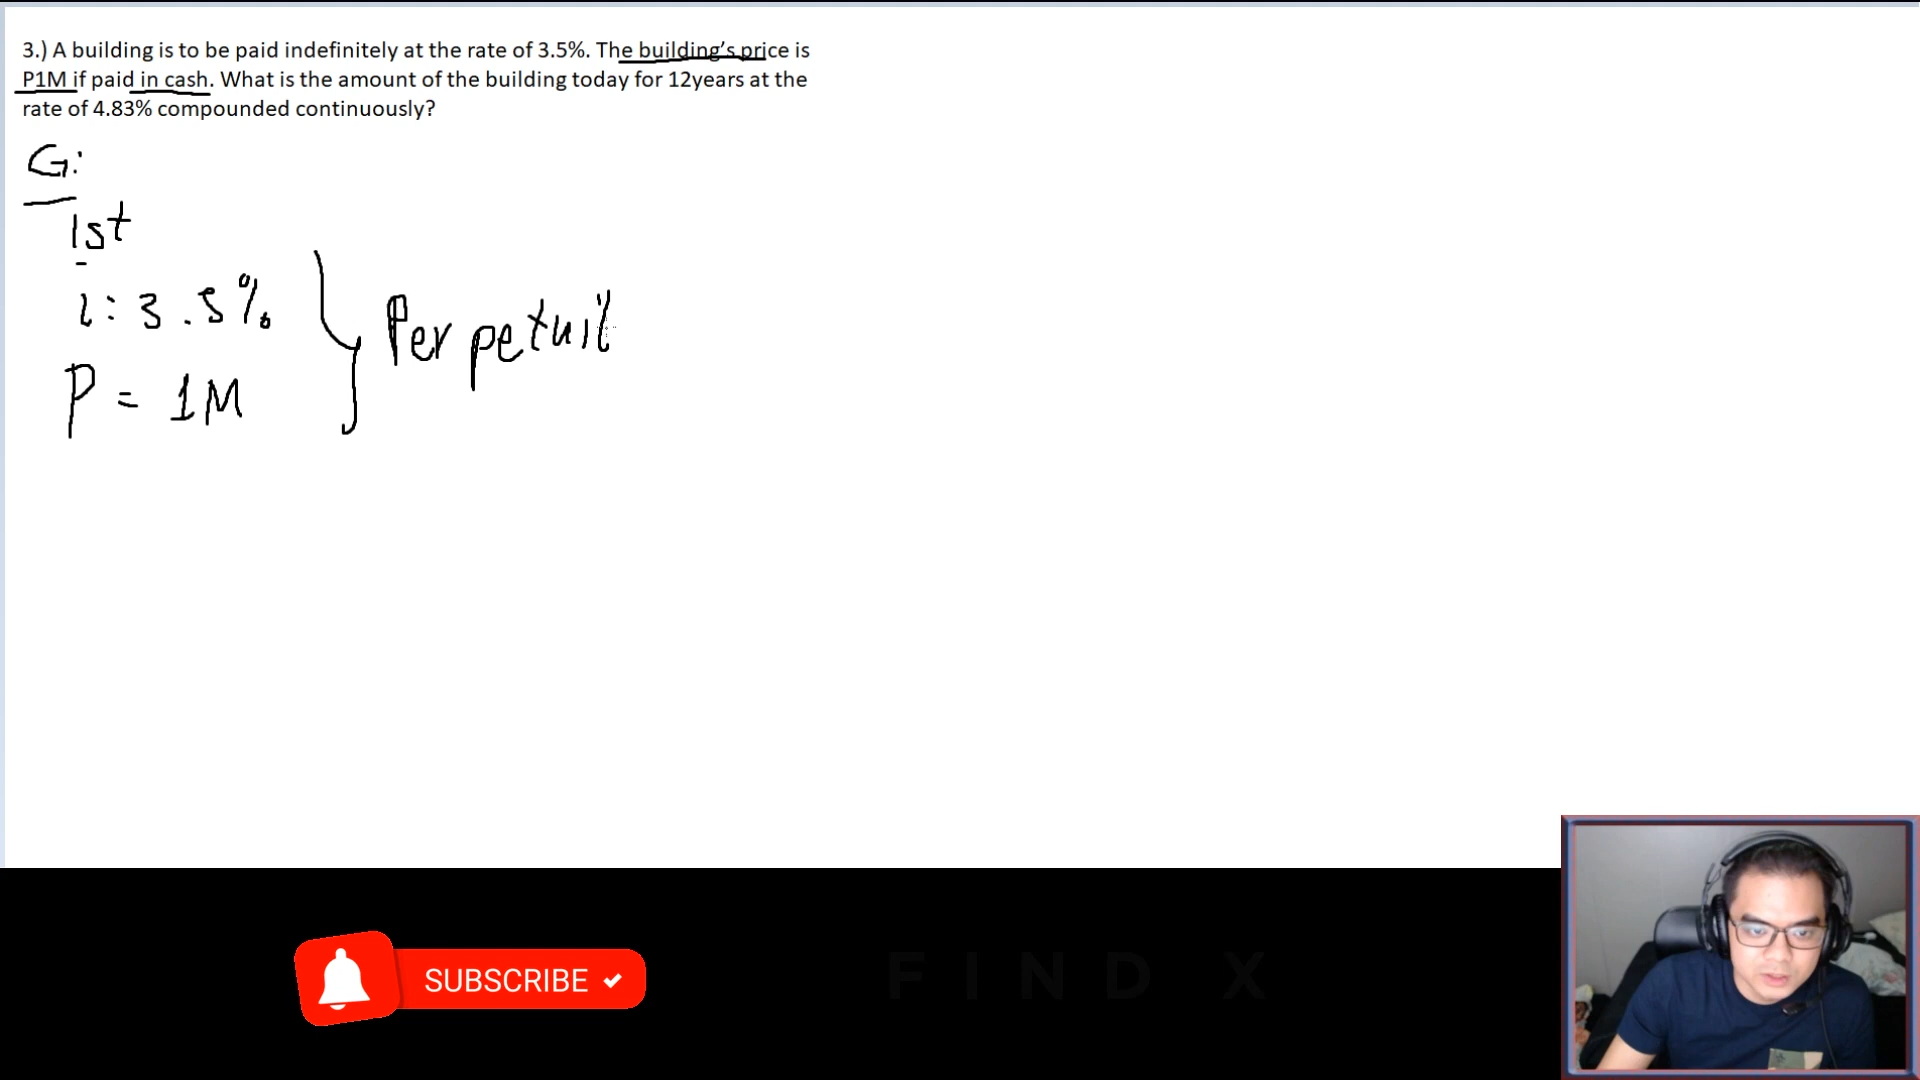 3.) A building is to be paid indefinitely at the rate of 3.5%. The building's price is
P1M if paid in cash. What is the amount of the building today for 12years at the
rate of 4.83% compounded continuously?
G:
1st
i: 3.5%
P = 1M
Perpetuit
SUBSCRIBE
FIND X